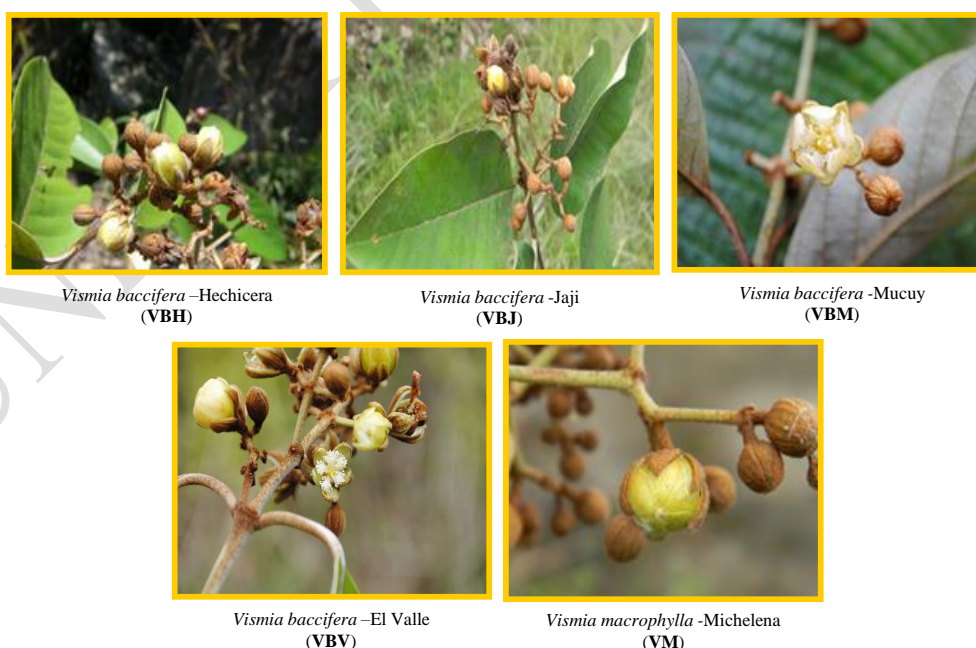 Vismia baccifera –Hechicera
(VBH)
Vismia baccifera -Jaji
(VBJ)
Vismia baccifera -Mucuy
(VBM)
Vismia baccifera –El Valle
(VBV)
Vismia macrophylla -Michelena
(VM)